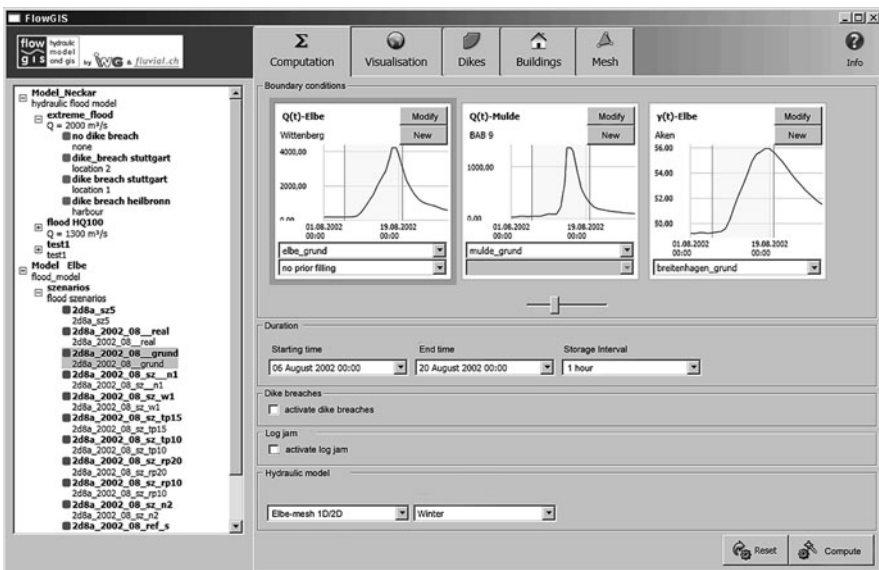 FlowGIS
flow
gis
hydraulic
model
and gis
by WG & fluvial.ch
Σ
Computation
Visualisation
Dikes
Buildings
Mesh
?
Info
Model_Neckar
hydraulic flood model
extreme_flood
Q = 2000 m³/s
no dike breach
none
dike_breach stuttgart
location 2
dike breach stuttgart
location 1
dike breach heilbronn
harbour
flood HQ100
Q = 1300 m³/s
test1
test1
Model Elbe
flood_model
szenarios
flood szenarios
2d8a_sz5
2d8a_sz5
2d8a_2002_08__real
2d8a_2002_08__real
2d8a_2002_08__grund
2d8a_2002_08__grund
2d8a_2002_08_sz__n1
2d8a_2002_08_sz__n1
2d8a_2002_08_sz_w1
2d8a_2002_08_sz_w1
2d8a_2002_08_sz_tp15
2d8a_2002_08_sz_tp15
2d8a_2002_08_sz_tp10
2d8a_2002_08_sz_tp10
2d8a_2002_08_sz_rp20
2d8a_2002_08_sz_rp20
2d8a_2002_08_sz_rp10
2d8a_2002_08_sz_rp10
2d8a_2002_08_sz_n2
2d8a_2002_08_sz_n2
2d8a_2002_08_ref_s
Boundary conditions
Q(t)-Elbe
Modify
Wittenberg
New
4000,00
2000,00
0,00
01.08.2002 19.08.2002
00:00 00:00
elbe_grund
no prior filling
Q(t)-Mulde
Modify
BAB 9
New
1000,00
0,00
01.08.2002 19.08.2002
00:00 00:00
mulde_grund
y(t)-Elbe
Modify
Aken
New
56.00
54,00
52,00
50,00
01.08.2002 19.08.2002
00:00 00:00
breitenhagen_grund
Duration
Starting time End time Storage Interval
06 August 2002 00:00 20 August 2002 00:00 1 hour
Dike breaches
activate dike breaches
Log jam
activate log jam
Hydraulic model
Elbe-mesh 1D/2D Winter
Reset Compute